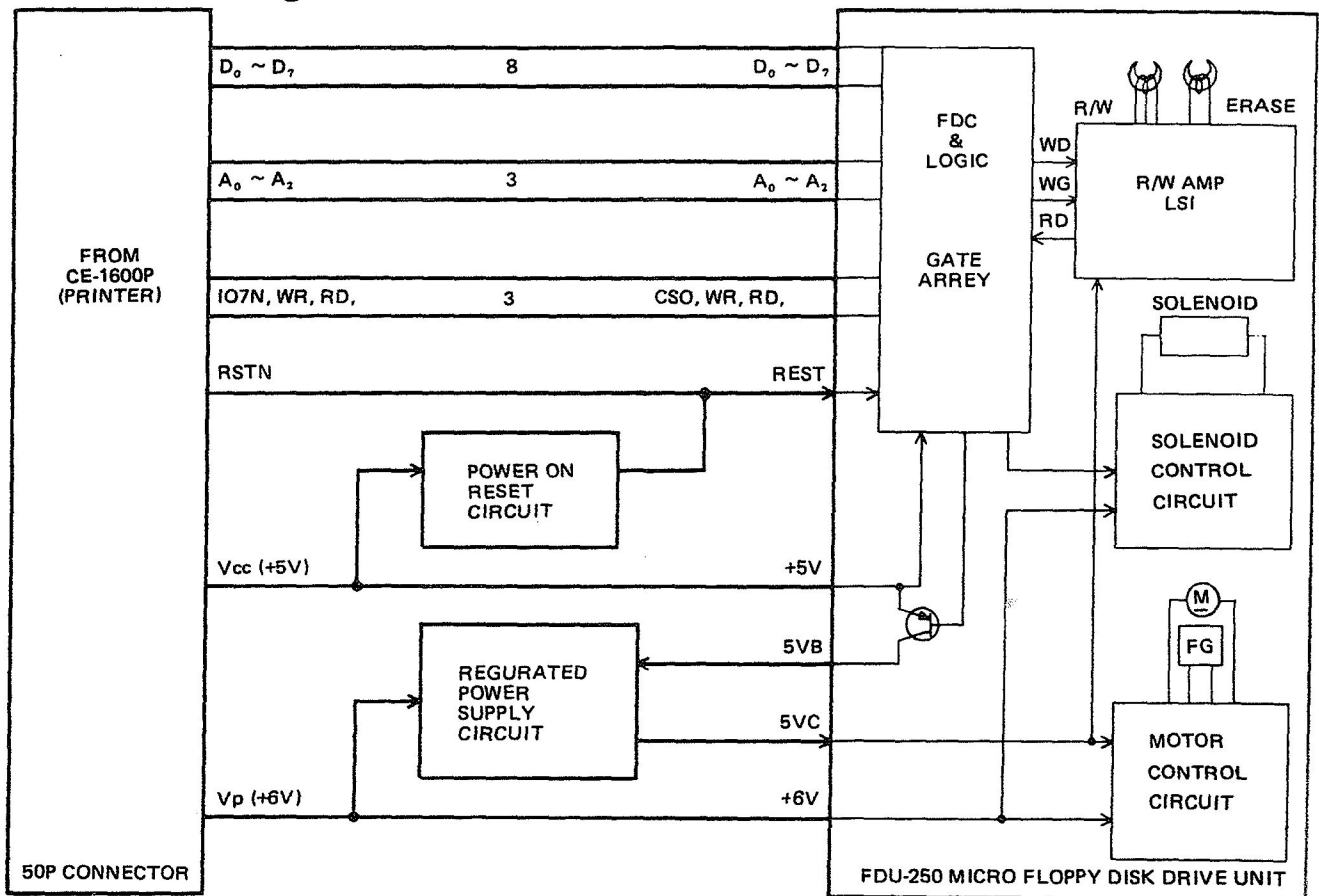 D₀ ~ D₇ 8 D₀ ~ D₇
A₀ ~ A₂ 3 A₀ ~ A₂
FROM
CE-1600P
(PRINTER)
IO7N, WR, RD, 3 CSO, WR, RD,
RSTN REST
POWER ON
RESET
CIRCUIT
Vcc (+5V) +5V
5VB
REGURATED
POWER
SUPPLY
CIRCUIT
5VC
Vp (+6V) +6V
50P CONNECTOR
FDC
&
LOGIC
GATE
ARREY
WD
WG
RD
R/W ERASE
R/W AMP
LSI
SOLENOID
SOLENOID
CONTROL
CIRCUIT
M
FG
MOTOR
CONTROL
CIRCUIT
FDU-250 MICRO FLOPPY DISK DRIVE UNIT